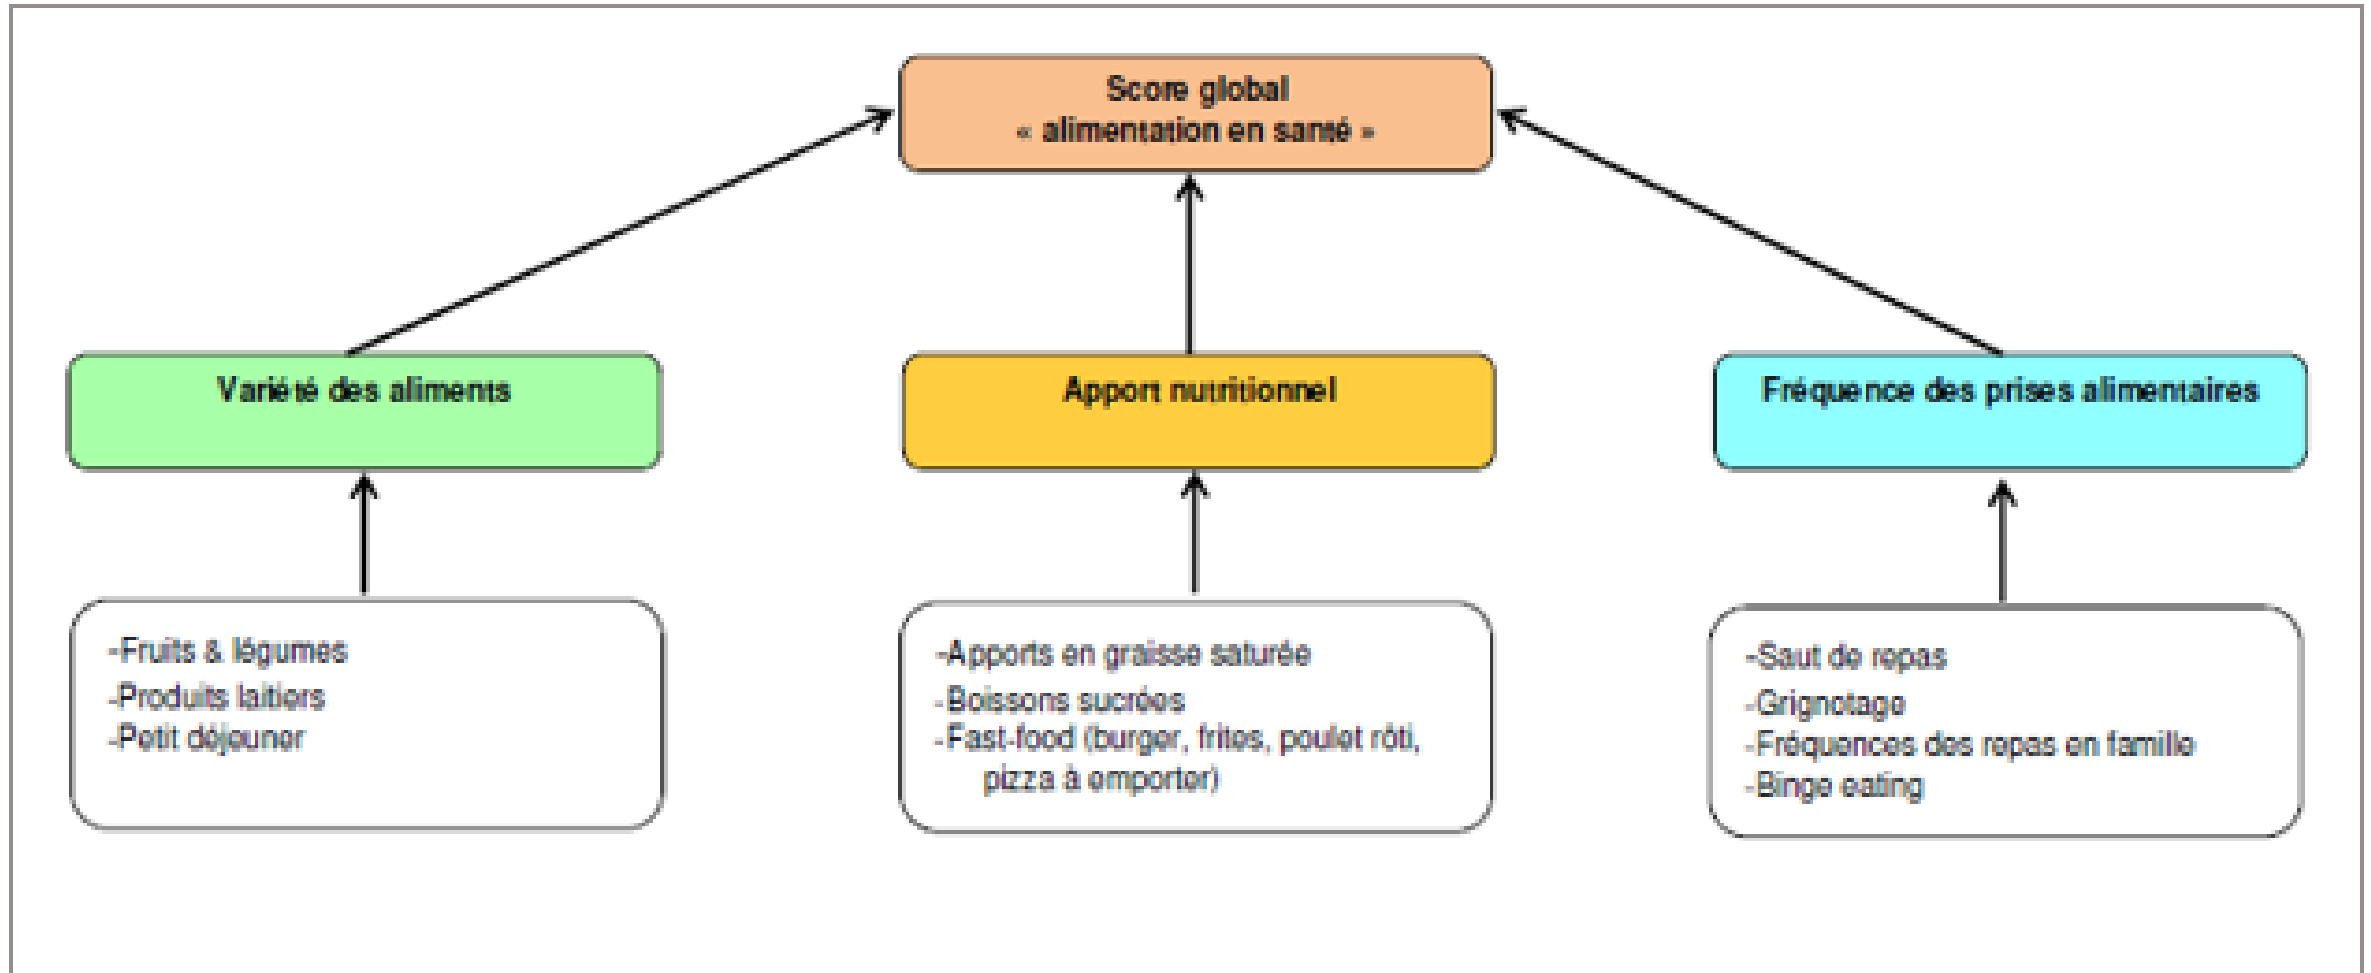 Score global
« alimentation en santé »
Variété des aliments
Apport nutritionnel
Fréquence des prises alimentaires
-Fruits & légumes
-Produits laitiers
-Petit déjeuner
-Apports en graisse saturée
-Boissons sucrées
-Fast-food (burger, frites, poulet rôti,
pizza à emporter)
-Saut de repas
-Grignotage
-Fréquences des repas en famille
-Binge eating